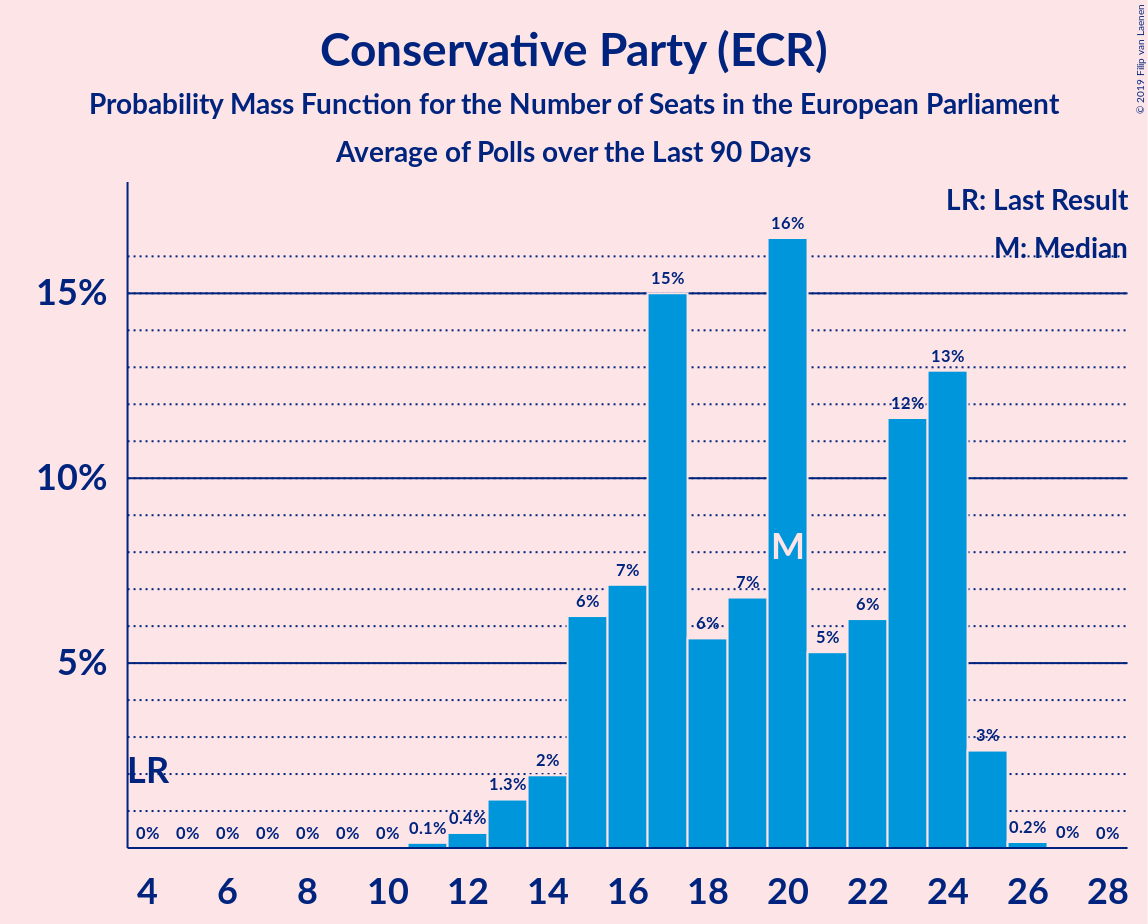 Conservative Party (ECR)
Probability Mass Function for the Number of Seats in the European Parliament
Average of Polls over the Last 90 Days
© 2019 Filip van Laenen
LR: Last Result
M: Median
15%
10%
5%
LR
M
0% 0% 0% 0% 0% 0% 0% 0.1% 0.4% 1.3% 2% 6% 7% 15% 6% 7% 16% 5% 6% 12% 13% 3% 0.2% 0% 0%
4 6 8 10 12 14 16 18 20 22 24 26 28